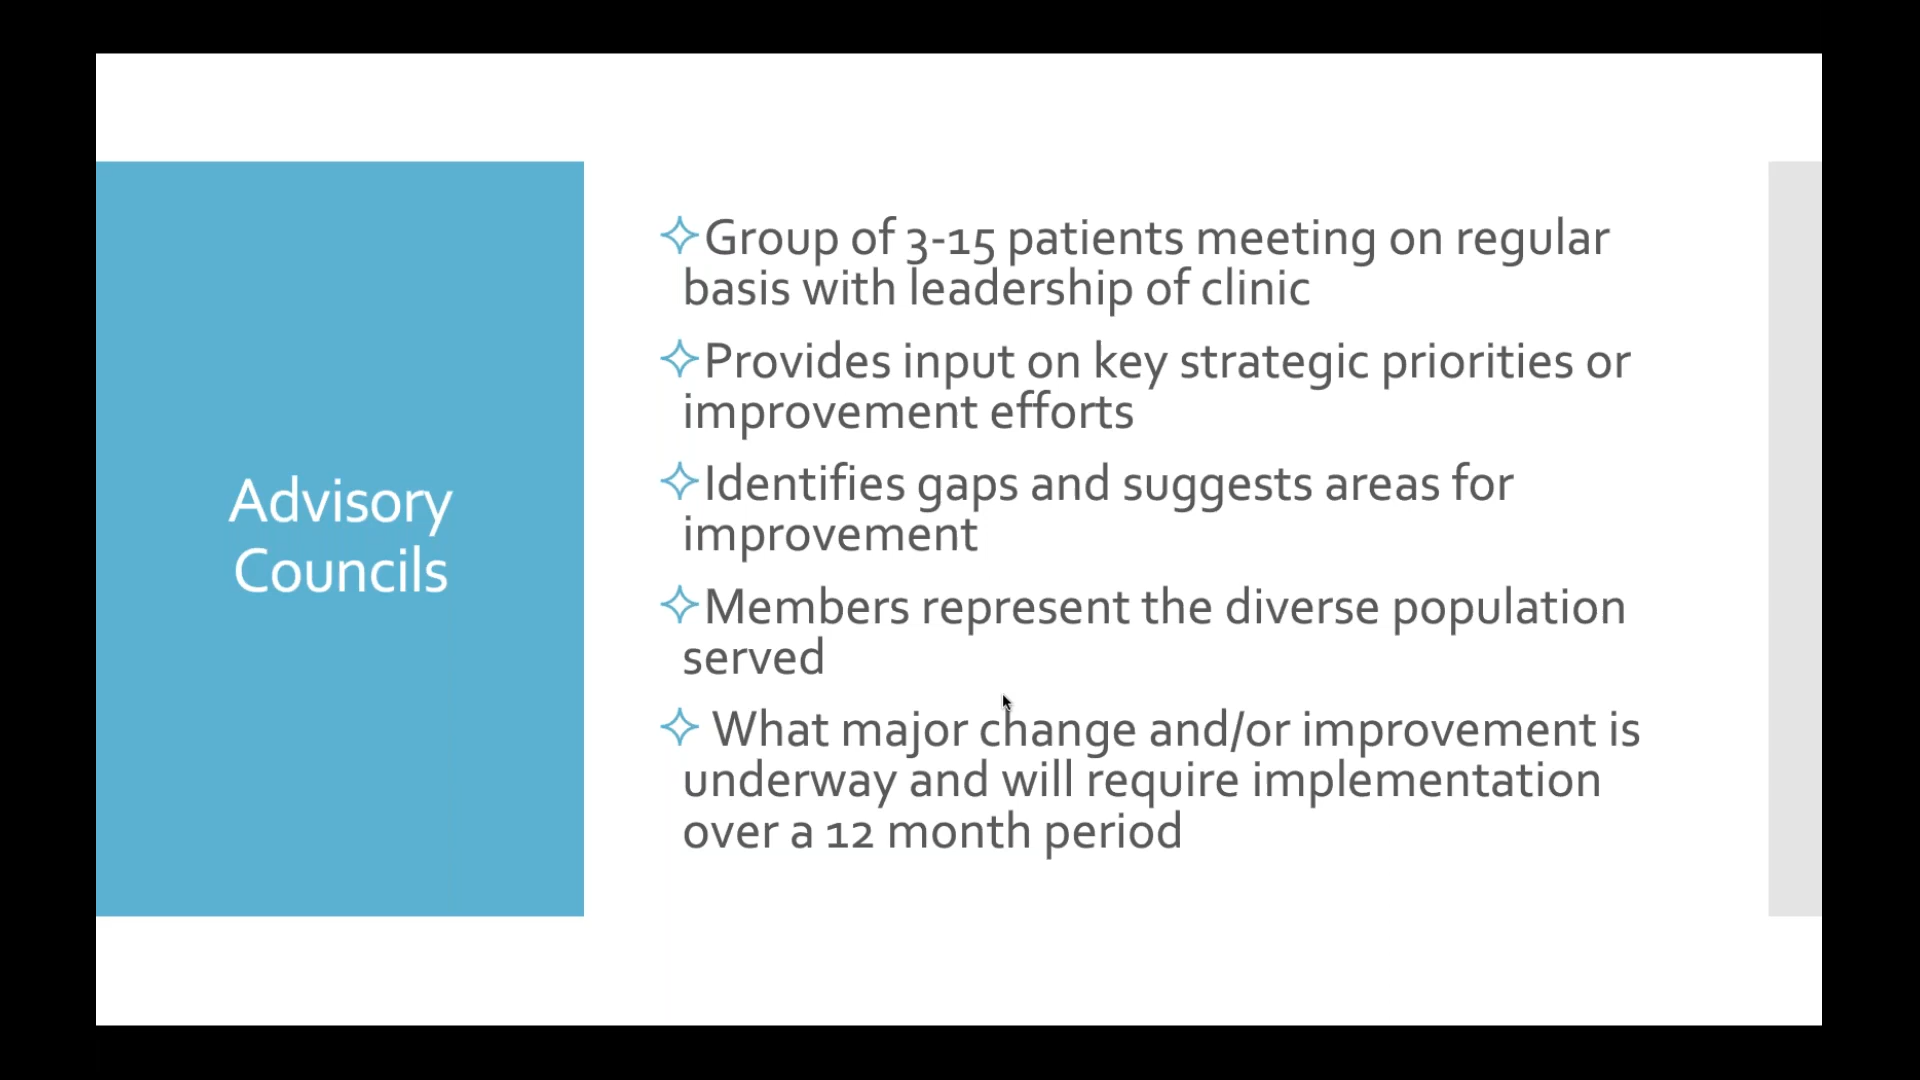 Advisory
Councils
Group of 3-15 patients meeting on regular
basis with leadership of clinic
Provides input on key strategic priorities or
improvement efforts
Identifies gaps and suggests areas for
improvement
Members represent the diverse population
served
What major change and/or improvement is
underway and will require implementation
over a 12 month period